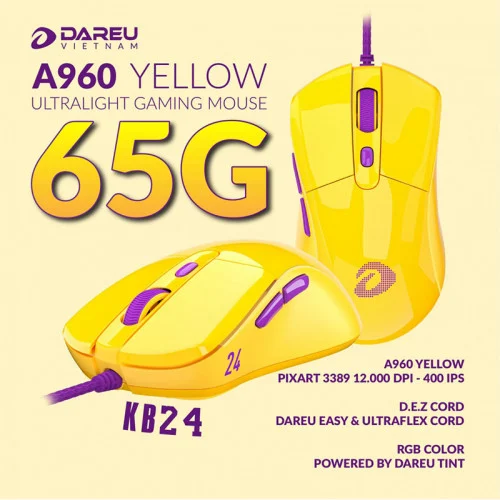 DAREU
VIETNAM
A960 YELLOW
ULTRALIGHT GAMING MOUSE
65G
24
KB24
A960 YELLOW
PIXART 3389 12.000 DPI - 400 IPS
D.E.Z CORD
DAREU EASY & ULTRAFLEX CORD
RGB COLOR
POWERED BY DAREU TINT